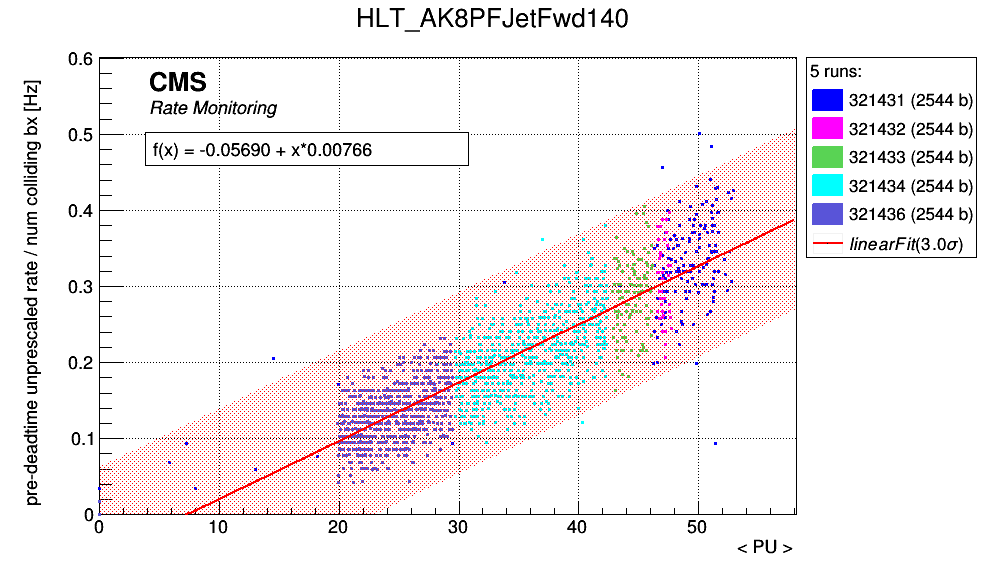 HLT_AK8PFJetFwd140
pre-deadtime unprescaled rate / num colliding bx [Hz]
0.6
0.5
0.4
0.3
0.2
0.1
0
CMS
Rate Monitoring
f(x) = -0.05690 + x*0.00766
0 10 20 30 40 50
< PU >
5 runs:
321431 (2544 b)
321432 (2544 b)
321433 (2544 b)
321434 (2544 b)
321436 (2544 b)
linearFit(3.0σ)